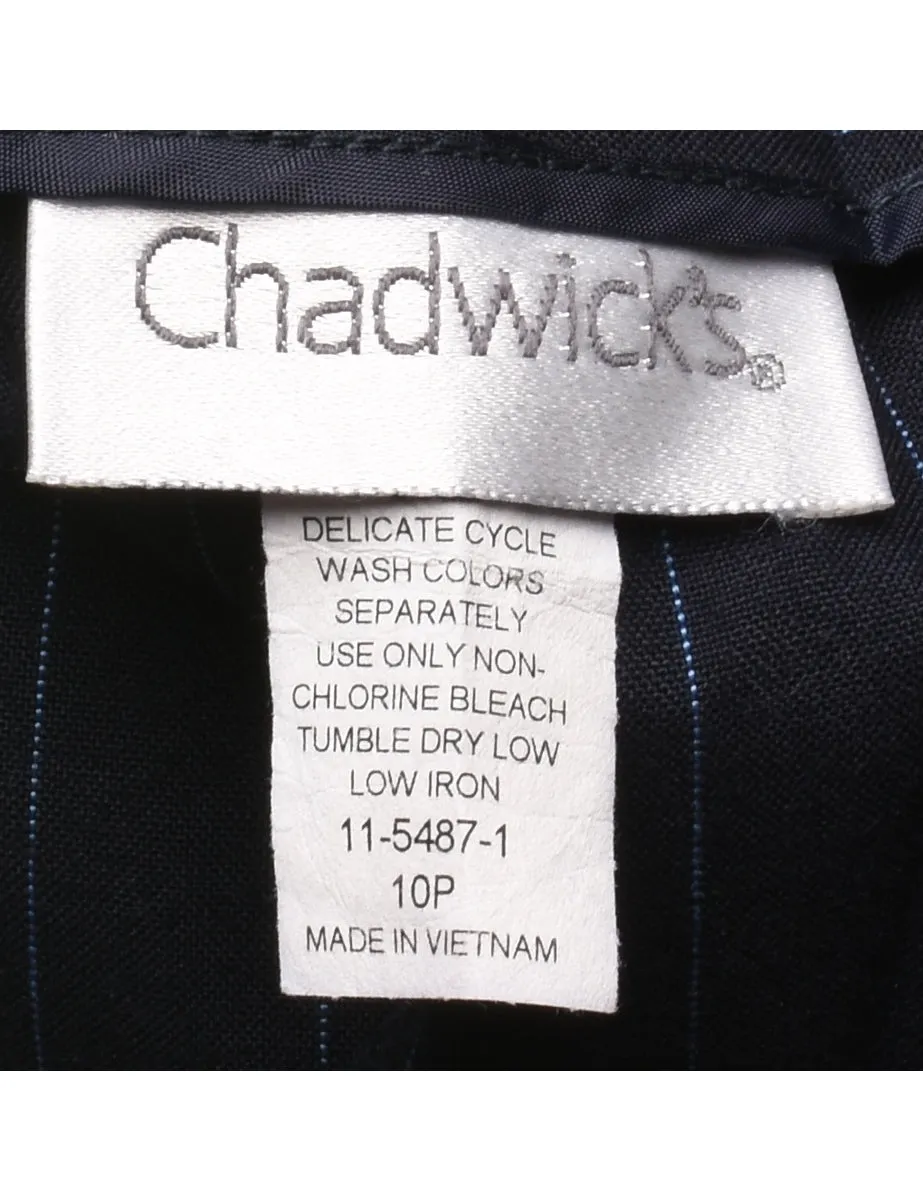 Chadwick's®
DELICATE CYCLE
WASH COLORS
SEPARATELY
USE ONLY NON-
CHLORINE BLEACH
TUMBLE DRY LOW
LOW IRON
11-5487-1
10P
MADE IN VIETNAM